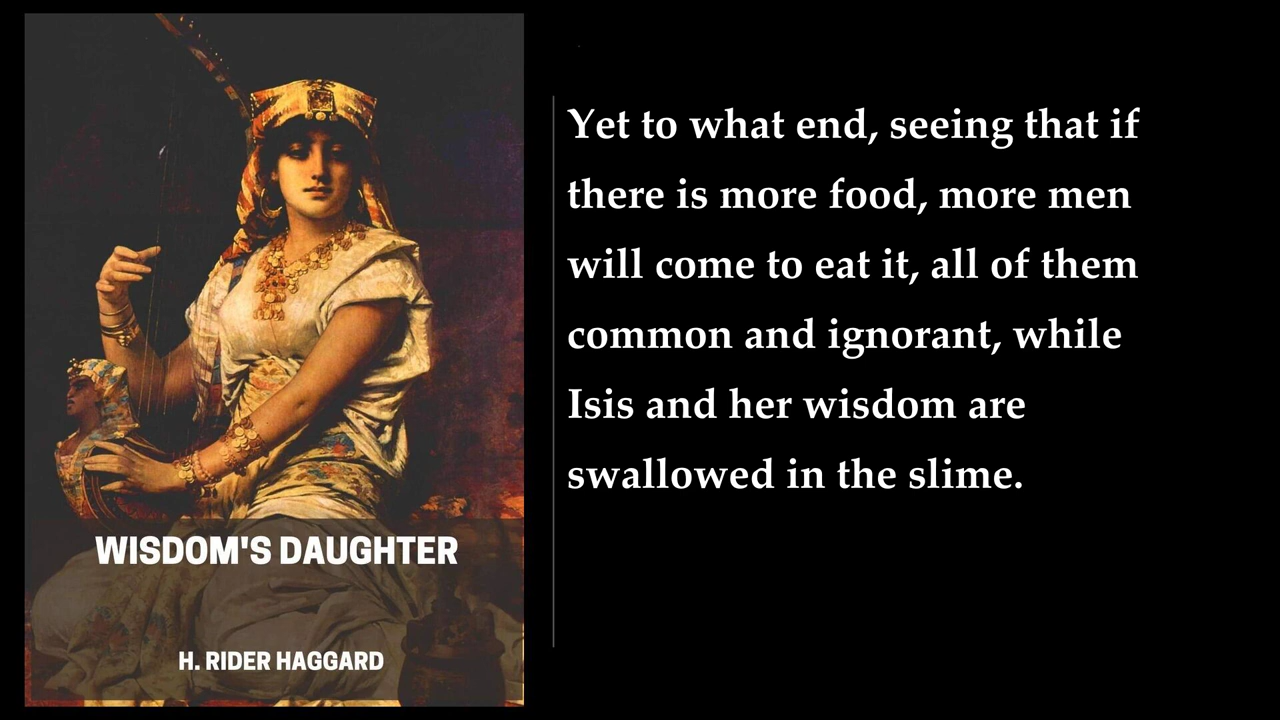 WISDOM'S DAUGHTER
H. RIDER HAGGARD
Yet to what end, seeing that if
there is more food, more men
will come to eat it, all of them
common and ignorant, while
Isis and her wisdom are
swallowed in the slime.